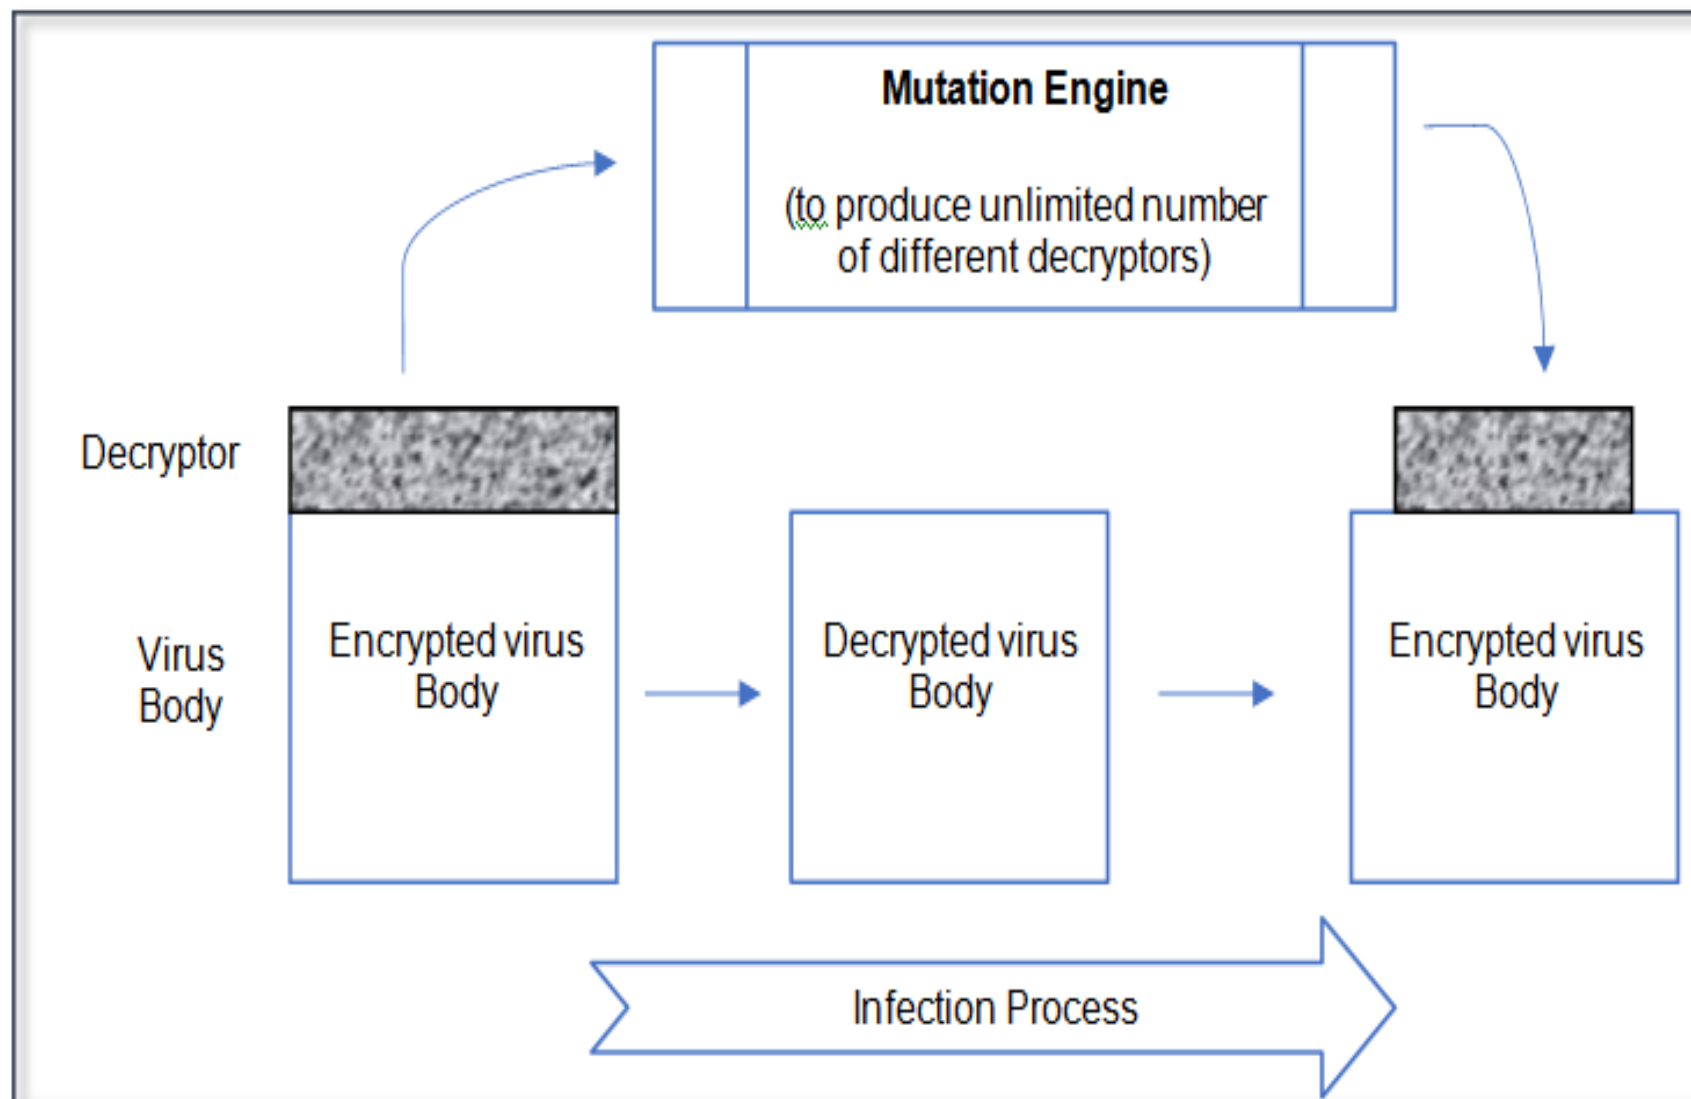 Mutation Engine
(to produce unlimited number
of different decryptors)
Decryptor
Virus
Body
Encrypted virus
Body
Decrypted virus
Body
Encrypted virus
Body
Infection Process